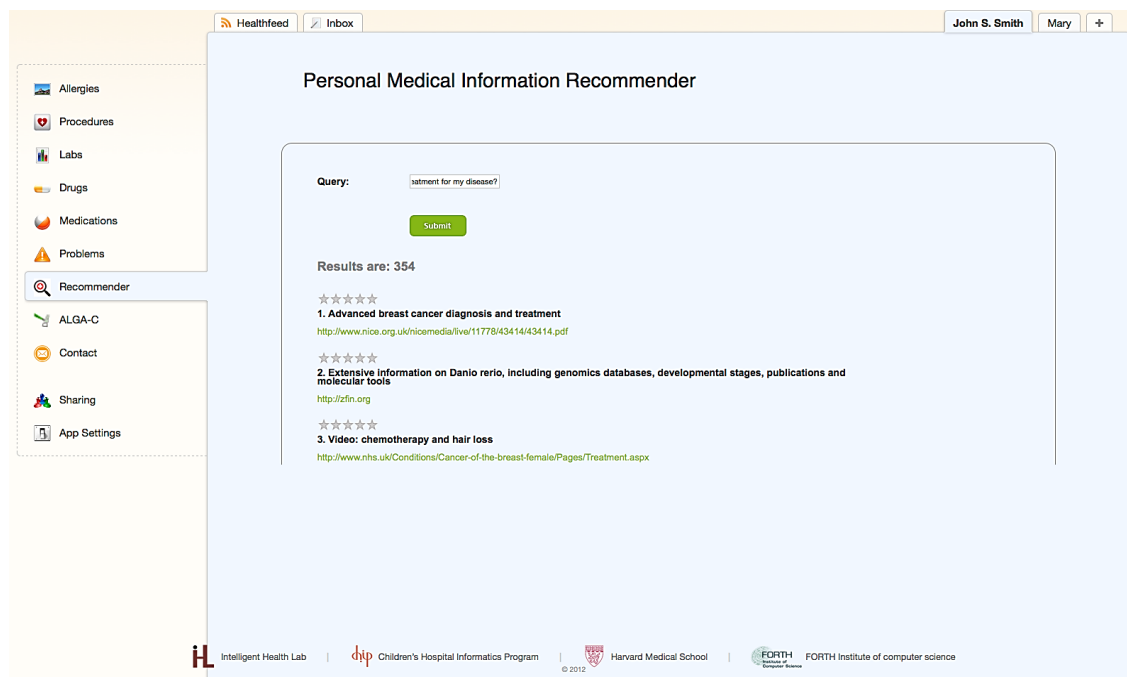 Healthfeed
Inbox
John S. Smith
Mary
+
Personal Medical Information Recommender
Allergies
Procedures
Labs
Drugs
Medications
Problems
Recommender
ALGA-C
Contact
Sharing
App Settings
Query:
eatment for my disease?
Submit
Results are: 354
1. Advanced breast cancer diagnosis and treatment
http://www.nice.org.uk/nicemedia/live/11778/43414/43414.pdf
2. Extensive information on Danio rerio, including genomics databases, developmental stages, publications and
molecular tools
http://zfin.org
3. Video: chemotherapy and hair loss
http://www.nhs.uk/Conditions/Cancer-of-the-breast-female/Pages/Treatment.aspx
iHL Intelligent Health Lab | chip Children's Hospital Informatics Program | Harvard Medical School | FORTH Institute of Computer Science FORTH Institute of computer science
© 2012